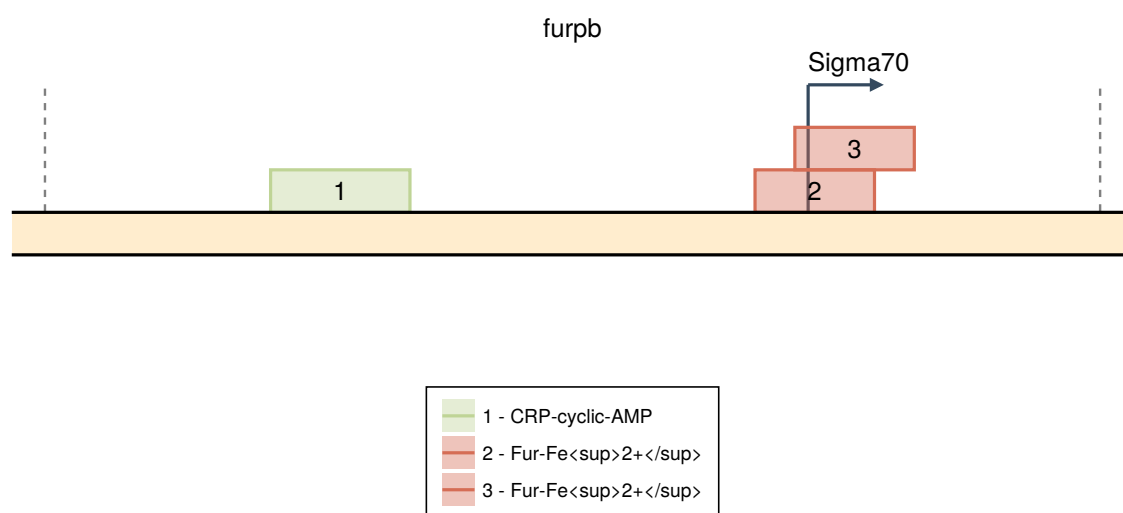 furpb
Sigma70
3
1
2
1 - CRP-cyclic-AMP
2 - Fur-Fe<sup>2+</sup>
3 - Fur-Fe<sup>2+</sup>